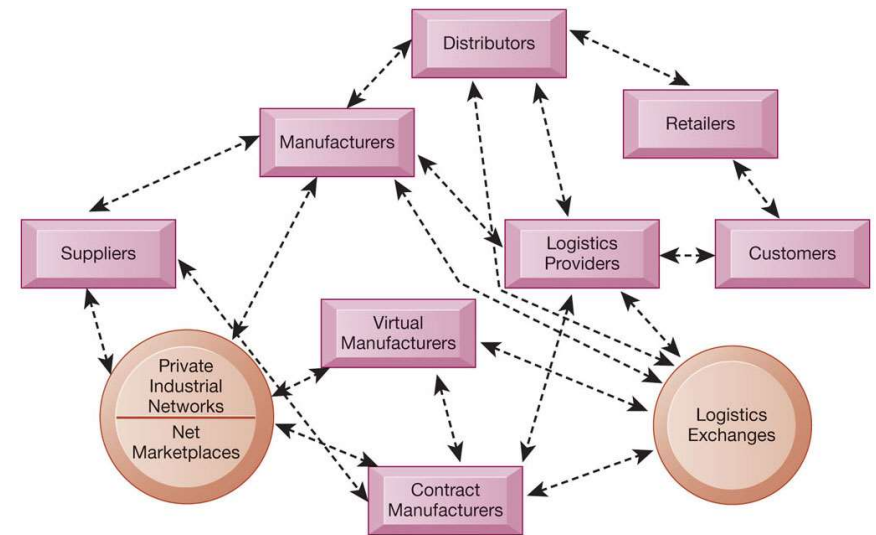 Distributors
Retailers
Manufacturers
Suppliers
Logistics
Providers
Customers
Virtual
Manufacturers
Private
Industrial
Networks
Net
Marketplaces
Logistics
Exchanges
Contract
Manufacturers